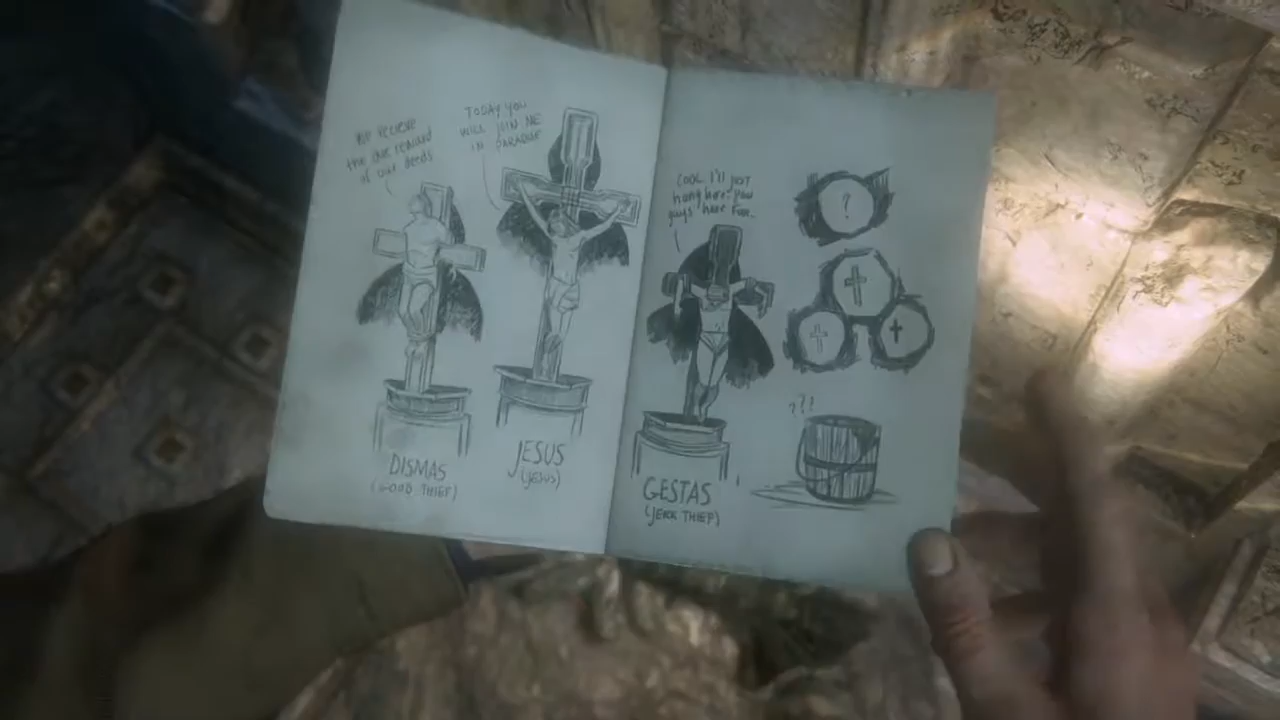 We recieve
the due reward
of our deeds
TODAY YOU
WILL JOIN ME
IN PARADISE
DISMAS
(GOOD THIEF)
JESUS
(JESUS)
COOL. I'll JUST
hang here. You
guys have fun..
GESTAS
(JERK THIEF)
?
??!